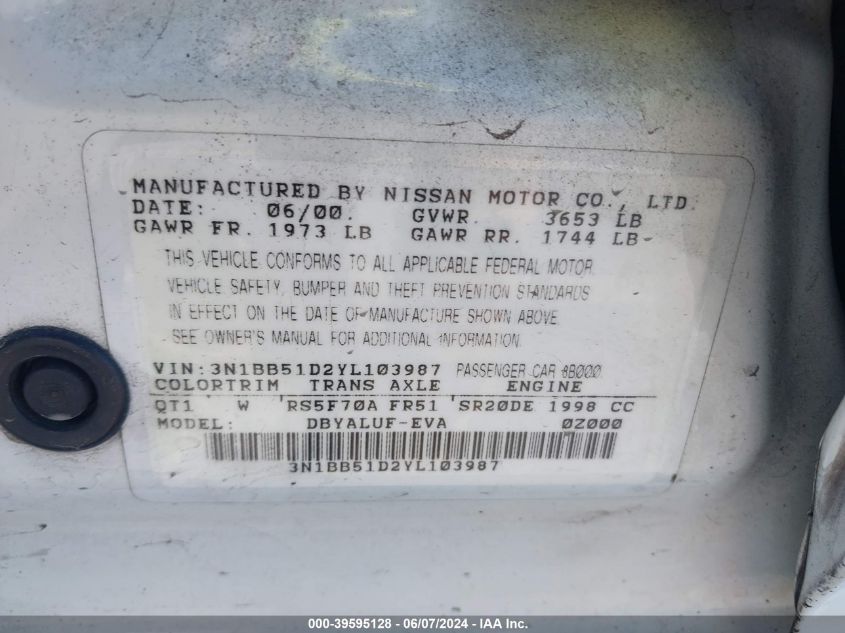 MANUFACTURED BY NISSAN MOTOR CO., LTD.
DATE: 06/00. GVWR. 3653 LB
GAWR FR. 1973 LB GAWR RR. 1744 LB
THIS VEHICLE CONFORMS TO ALL APPLICABLE FEDERAL MOTOR
VEHICLE SAFETY, BUMPER AND THEFT PREVENTION STANDARDS
IN EFFECT ON THE DATE OF MANUFACTURE SHOWN ABOVE.
SEE OWNER'S MANUAL FOR ADDITIONAL INFORMATION.
VIN: 3N1BB51D2YL103987 PASSENGER CAR 8B000
COLORTRIM TRANS AXLE ENGINE
QT1 W RS5F70A FR51 SR20DE 1998 CC
MODEL: DBYALUF-EVA 0Z000
3N1BB51D2YL103987
000-39595128 - 06/07/2024 - IAA Inc.